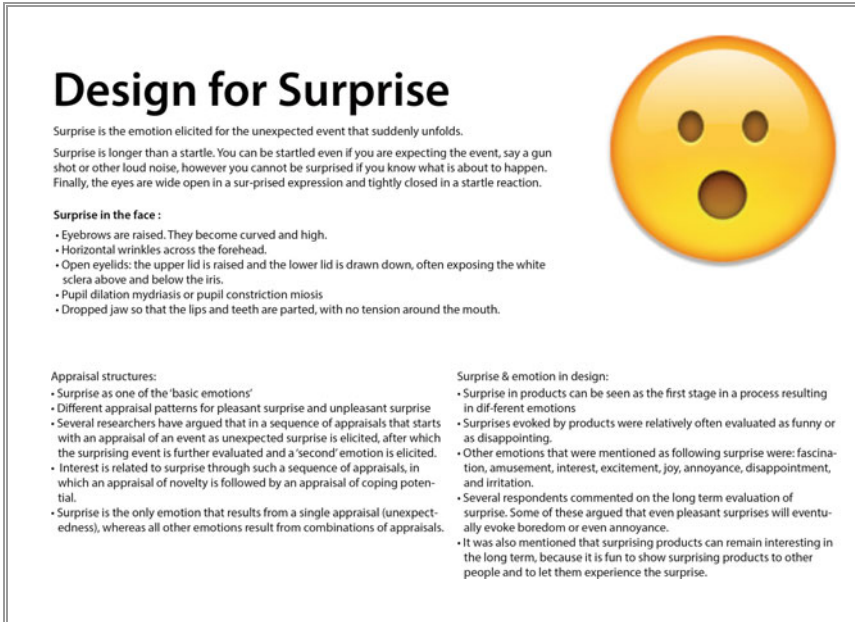 Design for Surprise
Surprise is the emotion elicited for the unexpected event that suddenly unfolds.
Surprise is longer than a startle. You can be startled even if you are expecting the event, say a gun
shot or other loud noise, however you cannot be surprised if you know what is about to happen.
Finally, the eyes are wide open in a sur-prised expression and tightly closed in a startle reaction.
Surprise in the face :
• Eyebrows are raised. They become curved and high.
• Horizontal wrinkles across the forehead.
• Open eyelids: the upper lid is raised and the lower lid is drawn down, often exposing the white
sclera above and below the iris.
• Pupil dilation mydriasis or pupil constriction miosis
• Dropped jaw so that the lips and teeth are parted, with no tension around the mouth.
Appraisal structures:
• Surprise as one of the 'basic emotions'
• Different appraisal patterns for pleasant surprise and unpleasant surprise
• Several researchers have argued that in a sequence of appraisals that starts
with an appraisal of an event as unexpected surprise is elicited, after which
the surprising event is further evaluated and a 'second' emotion is elicited.
• Interest is related to surprise through such a sequence of appraisals, in
which an appraisal of novelty is followed by an appraisal of coping poten-
tial.
• Surprise is the only emotion that results from a single appraisal (unexpect-
edness), whereas all other emotions result from combinations of appraisals.
Surprise & emotion in design:
• Surprise in products can be seen as the first stage in a process resulting
in dif-ferent emotions
• Surprises evoked by products were relatively often evaluated as funny or
as disappointing.
• Other emotions that were mentioned as following surprise were: fascina-
tion, amusement, interest, excitement, joy, annoyance, disappointment,
and irritation.
• Several respondents commented on the long term evaluation of
surprise. Some of these argued that even pleasant surprises will eventu-
ally evoke boredom or even annoyance.
• It was also mentioned that surprising products can remain interesting in
the long term, because it is fun to show surprising products to other
people and to let them experience the surprise.